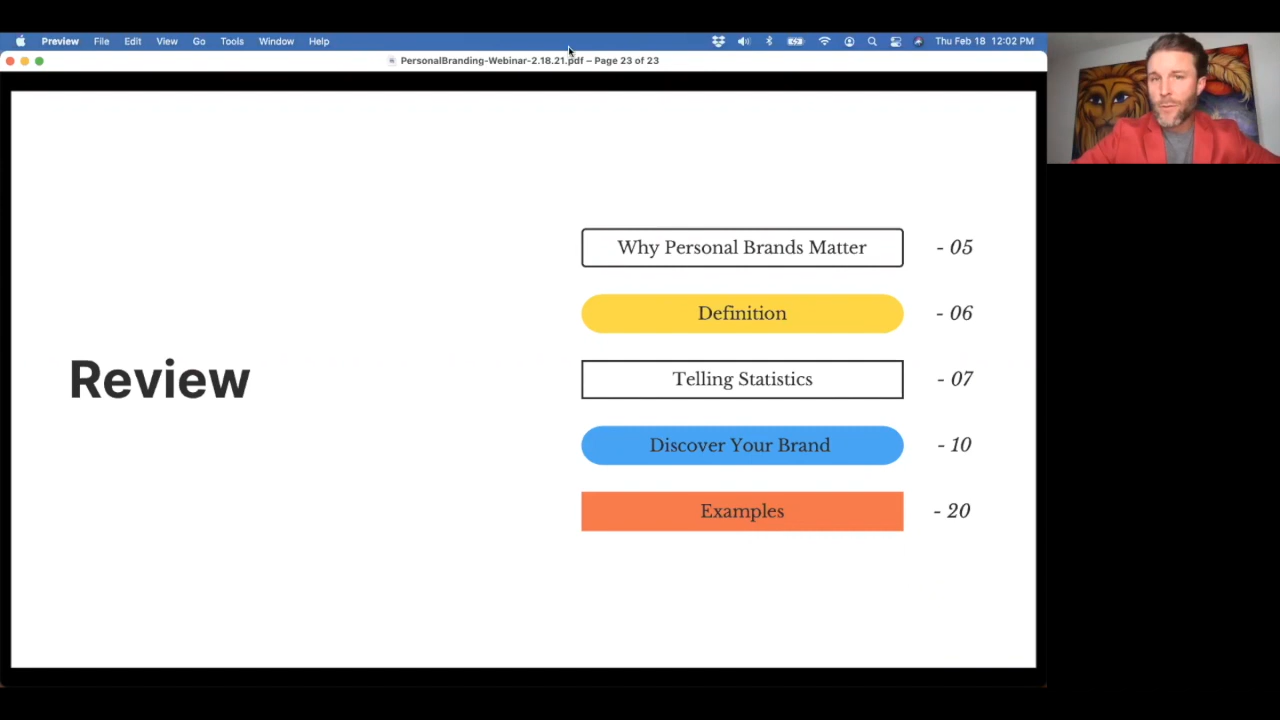 Preview File Edit View Go Tools Window Help Thu Feb 18 12:02 PM
PersonalBranding-Webinar-2.18.21.pdf – Page 23 of 23
Review
Why Personal Brands Matter - 05
Definition - 06
Telling Statistics - 07
Discover Your Brand - 10
Examples - 20